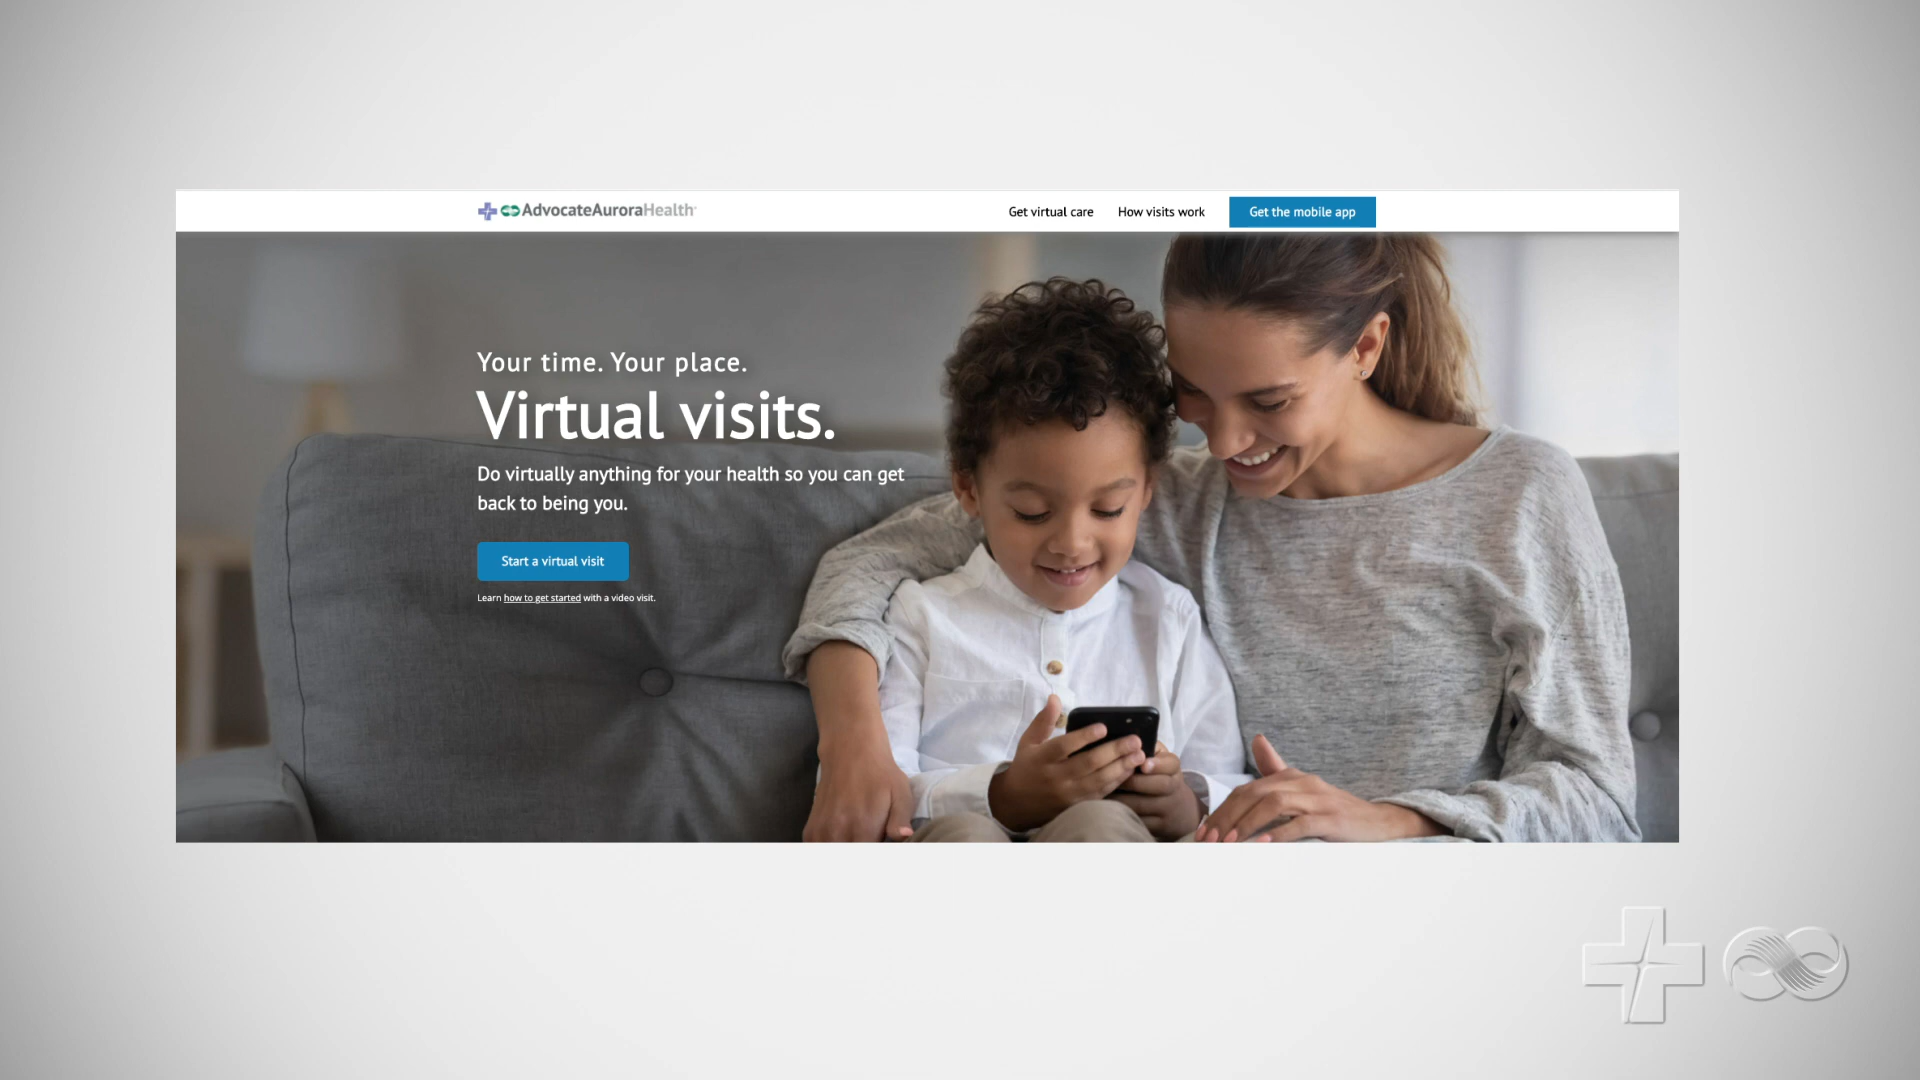 AdvocateAuroraHealth
Get virtual care
How visits work
Get the mobile app
Your time. Your place.
Virtual visits.
Do virtually anything for your health so you can get
back to being you.
Start a virtual visit
Learn how to get started with a video visit.